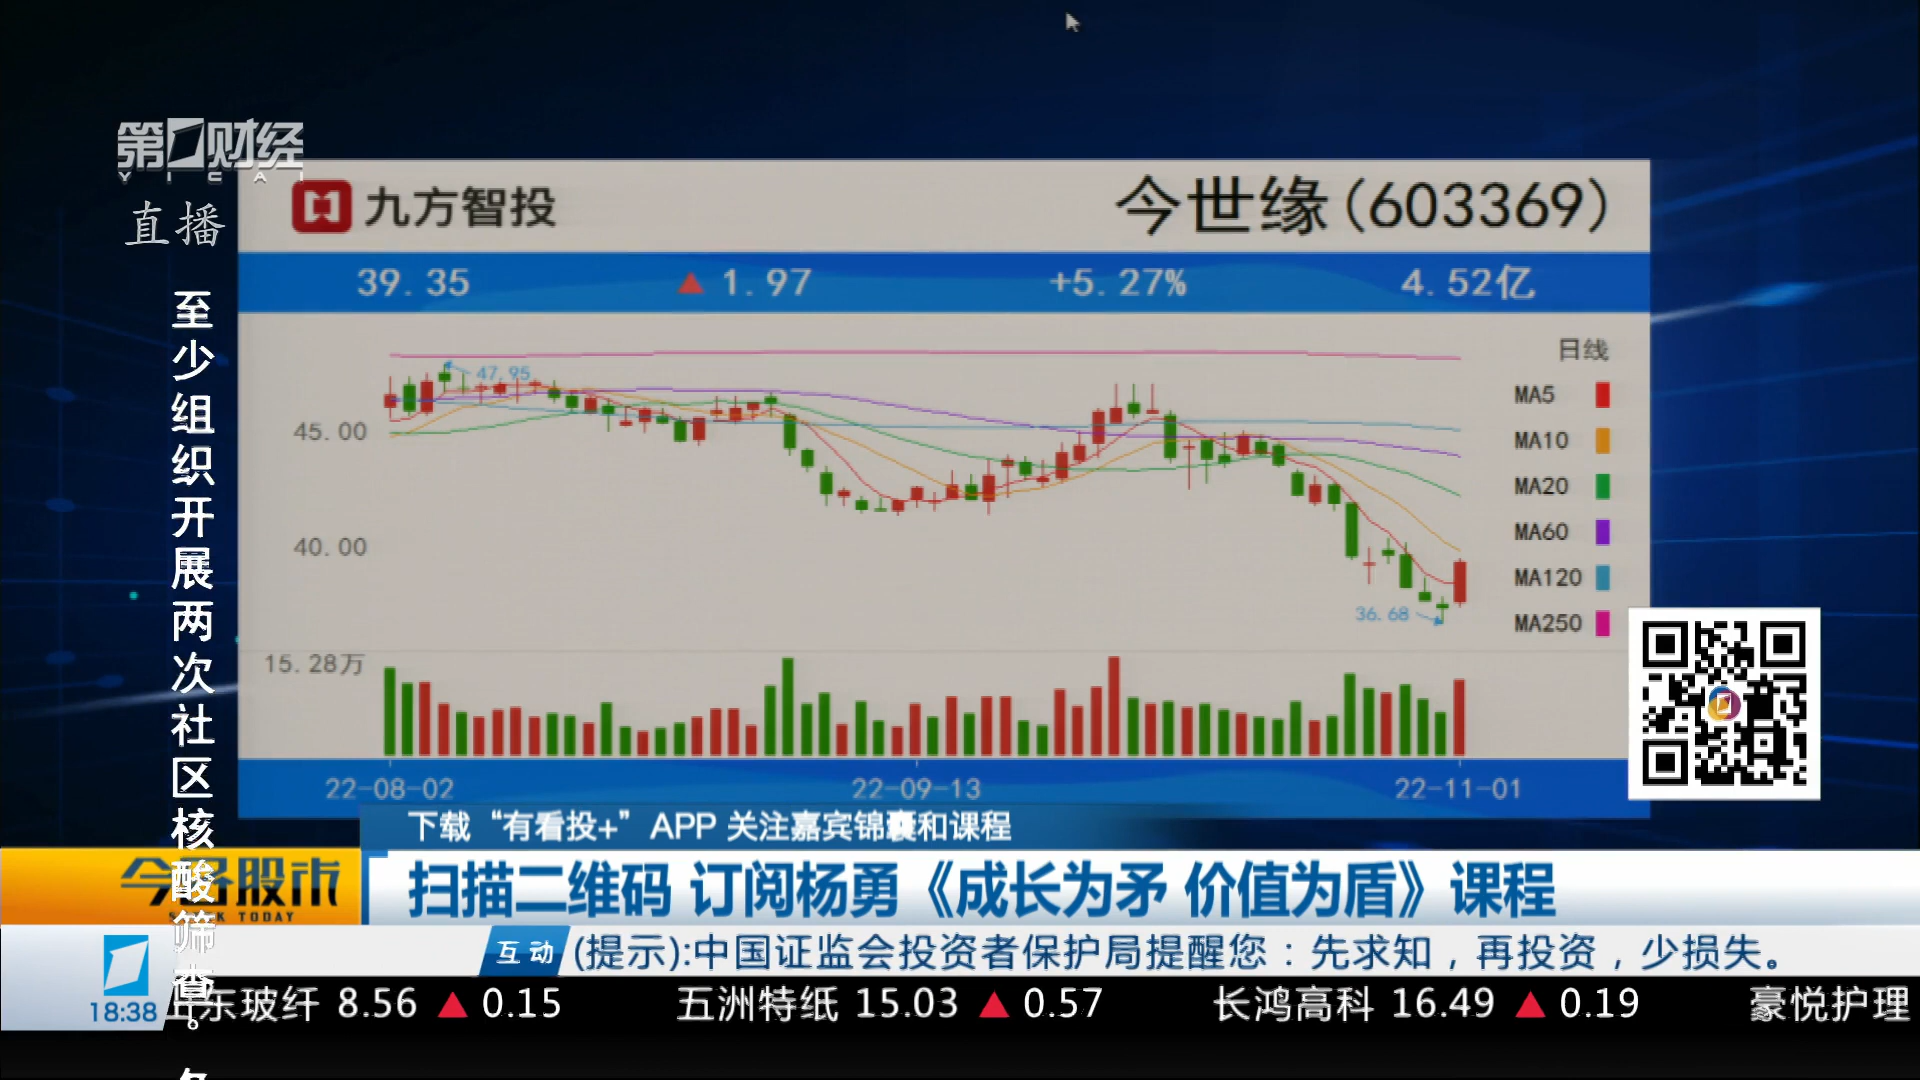 第一财经
YICAI
直播
至少组织开展两次社区核酸筛查。
九方智投
今世缘(603369)
39.35 ▲ 1.97 +5.27% 4.52亿
日线
47.95
MA5
MA10
45.00
MA20
MA60
40.00
MA120
36.68
MA250
15.28万
22-08-02 22-09-13 22-11-01
下载“有看投+”APP 关注嘉宾锦囊和课程
今日股市
扫描二维码 订阅杨勇《成长为矛 价值为盾》课程
互动 (提示):中国证监会投资者保护局提醒您：先求知，再投资，少损失。
18:38
东玻纤 8.56 ▲ 0.15 五洲特纸 15.03 ▲ 0.57 长鸿高科 16.49 ▲ 0.19 豪悦护理